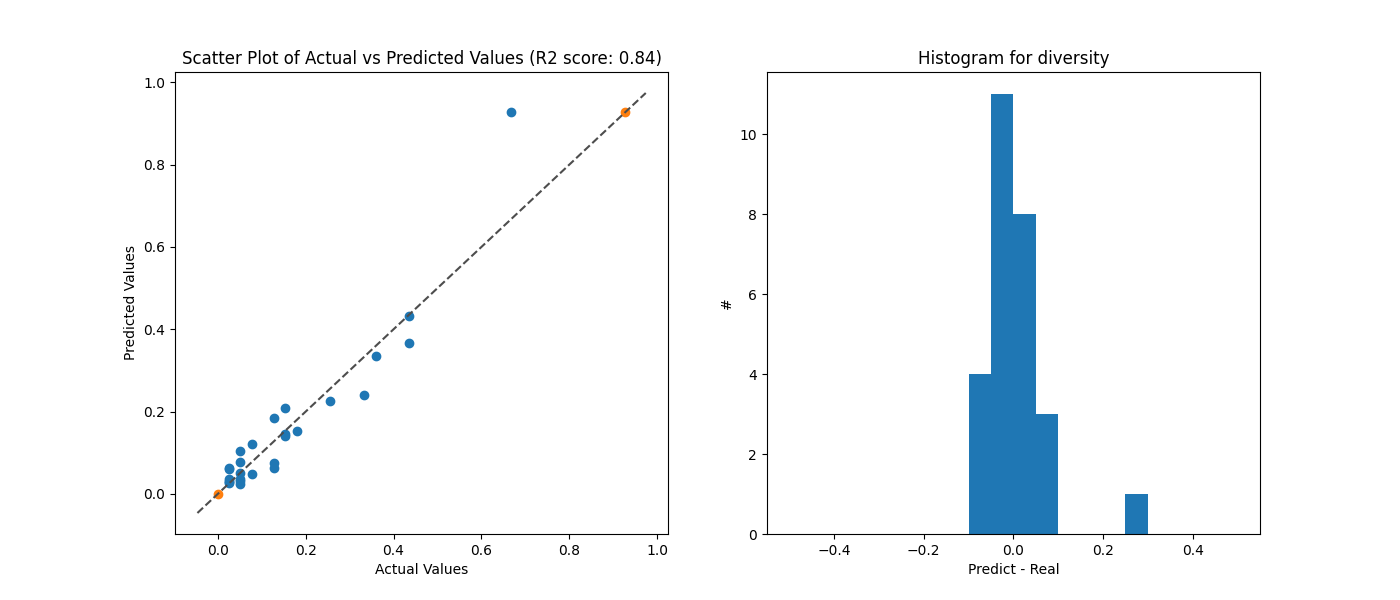 Scatter Plot of Actual vs Predicted Values (R2 score: 0.84)
1.0
0.8
0.6
0.4
0.2
0.0
Predicted Values
0.0 0.2 0.4 0.6 0.8 1.0
Actual Values
Histogram for diversity
10
8
6
4
2
0
#
−0.4 −0.2 0.0 0.2 0.4
Predict - Real